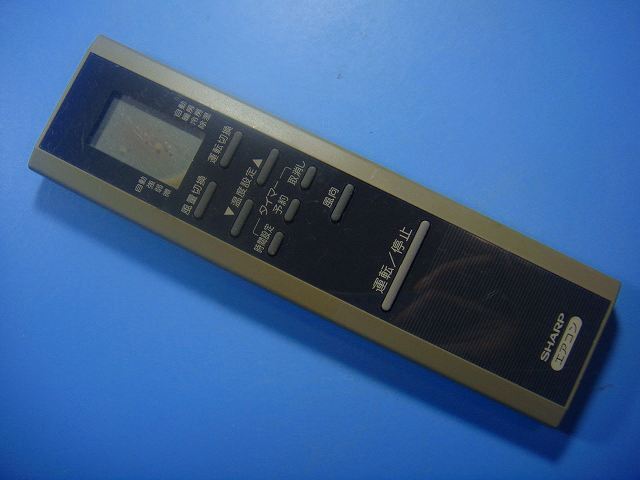 自動
暖房
冷房
除湿
自動
強
弱
微
運転切換
風量切換
▼温度設定▲
タイマー
取消し
予約
時間設定
風向
運転／停止
SHARP
エアコン